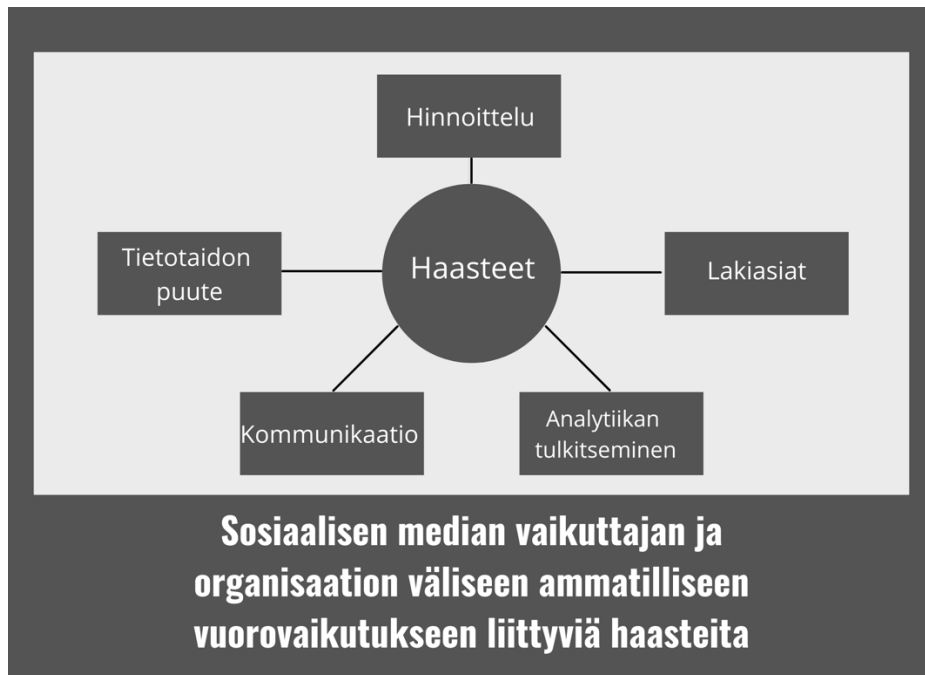 Hinnoittelu
Tietotaidon
puute
Haasteet
Lakiasiat
Kommunikaatio
Analytiikan
tulkitseminen
Sosiaalisen median vaikuttajan ja
organisaation väliseen ammatilliseen
vuorovaikutukseen liittyviä haasteita